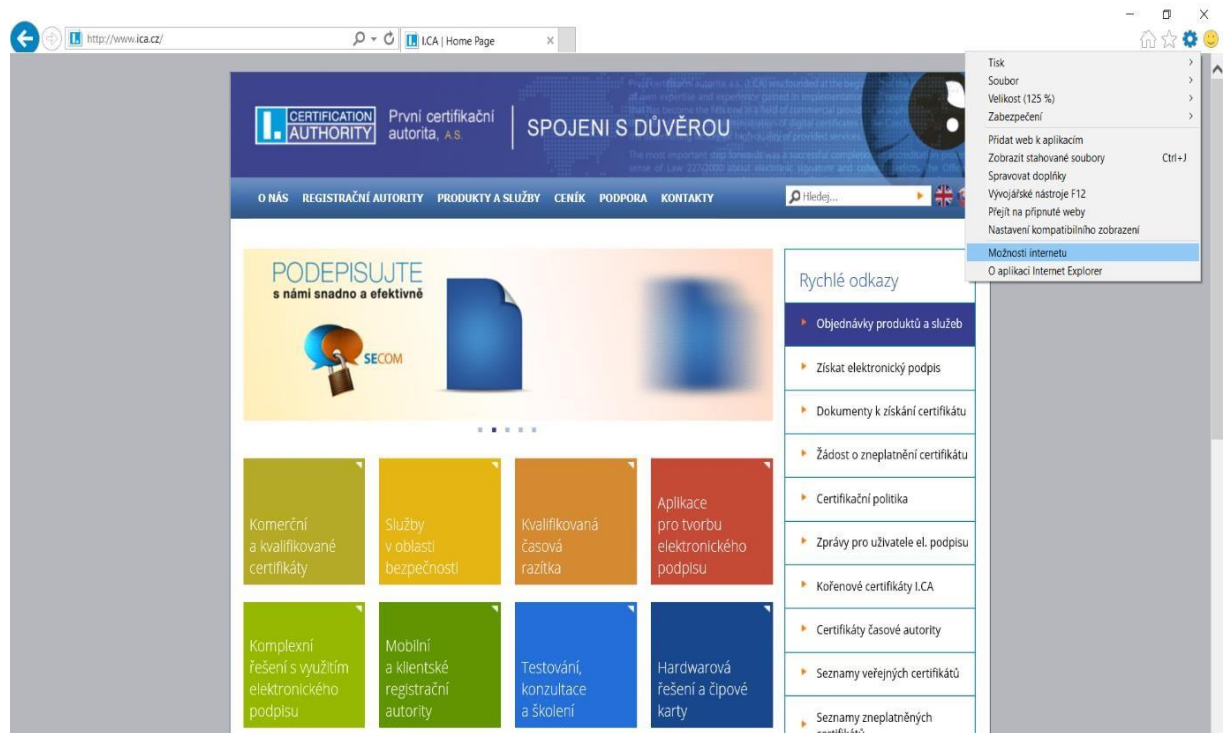 http://www.ica.cz/
I.CA | Home Page
Tisk
Soubor
Velikost (125 %)
Zabezpečení
Přidat web k aplikacím
Zobrazit stahované soubory Ctrl+J
Spravovat doplňky
Vývojářské nástroje F12
Přejít na připnuté weby
Nastavení kompatibilního zobrazení
Možnosti internetu
O aplikaci Internet Explorer
I. CERTIFICATION AUTHORITY
První certifikační
autorita, A.S.
SPOJENI S DŮVĚROU
O NÁS REGISTRAČNÍ AUTORITY PRODUKTY A SLUŽBY CENÍK PODPORA KONTAKTY
Hledej...
PODEPISUJTE
s námi snadno a efektivně
SECOM
Komerční
a kvalifikované
certifikáty
Služby
v oblasti
bezpečnosti
Kvalifikovaná
časová
razítka
Aplikace
pro tvorbu
elektronického
podpisu
Komplexní
řešení s využitím
elektronického
podpisu
Mobilní
a klientské
registrační
autority
Testování,
konzultace
a školení
Hardwarová
řešení a čipové
karty
Rychlé odkazy
Objednávky produktů a služeb
Získat elektronický podpis
Dokumenty k získání certifikátu
Žádost o zneplatnění certifikátu
Certifikační politika
Zprávy pro uživatele el. podpisu
Kořenové certifikáty I.CA
Certifikáty časové autority
Seznamy veřejných certifikátů
Seznamy zneplatněných
certifikátů